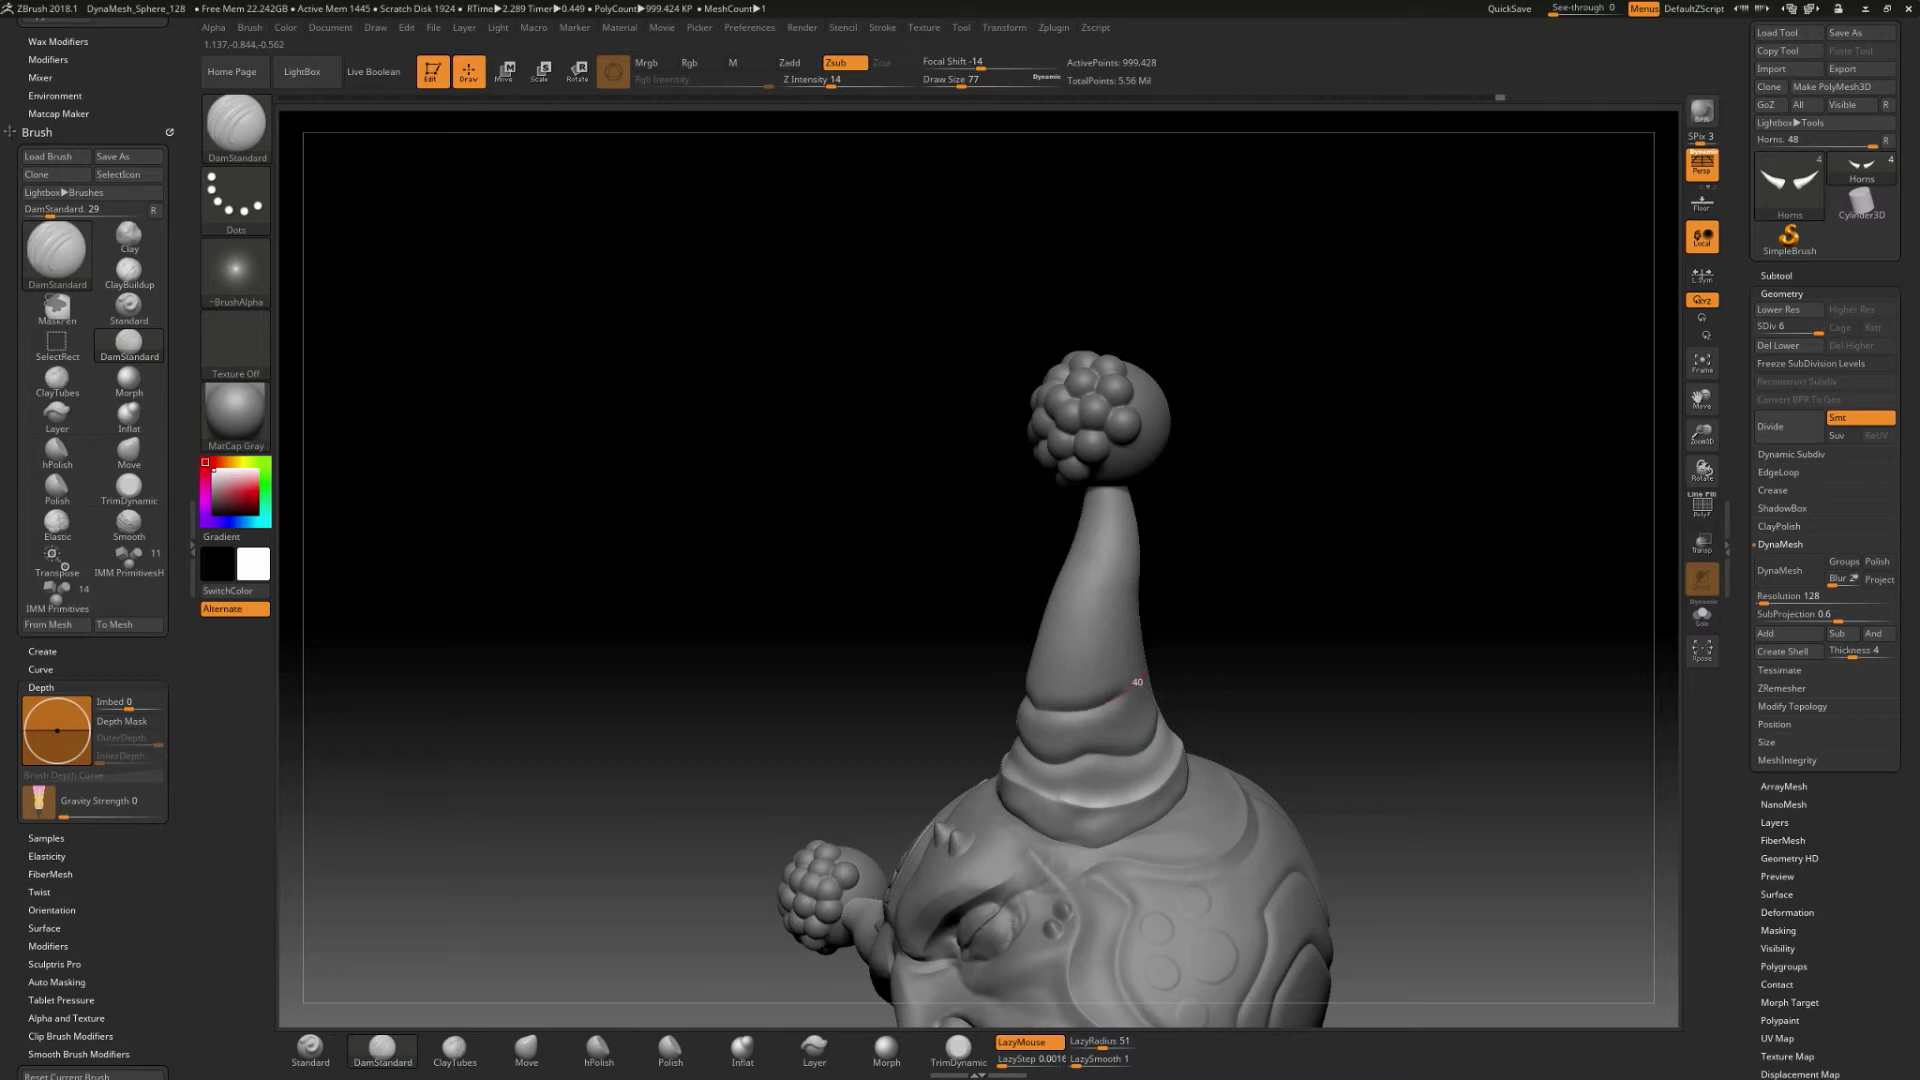 ZBrush 2018.1 DynaMesh_Sphere_128 • Free Mem 22.242GB • Active Mem 1445 • Scratch Disk 1924 • RTime▶2.289 Timer▶0.449 • PolyCount▶999.424 KP • MeshCount▶1 QuickSave See-through 0 Menus DefaultZScript
Alpha Brush Color Document Draw Edit File Layer Light Macro Marker Material Movie Picker Preferences Render Stencil Stroke Texture Tool Transform Zplugin Zscript
1.137,-0.844,-0.562
Home Page LightBox Live Boolean Edit Draw Move Scale Rotate
Mrgb Rgb M Zadd Zsub Zcut
Rgb Intensity Z Intensity 14
Focal Shift -14
Draw Size 77 Dynamic
ActivePoints: 999,428
TotalPoints: 5.56 Mil
Wax Modifiers
Modifiers
Mixer
Environment
Matcap Maker
Brush
Load Brush Save As
Clone SelectIcon
Lightbox▶Brushes
DamStandard. 29 R
DamStandard Clay
ClayBuildup
MaskPen Standard
SelectRect DamStandard
ClayTubes Morph
Layer Inflat
hPolish Move
Polish TrimDynamic
Elastic Smooth
Transpose IMM PrimitivesH 11
IMM Primitives 14
From Mesh To Mesh
Create
Curve
Depth
Imbed 0
Depth Mask
OuterDepth
InnerDepth
Brush Depth Curve
Gravity Strength 0
Samples
Elasticity
FiberMesh
Twist
Orientation
Surface
Modifiers
Sculptris Pro
Auto Masking
Tablet Pressure
Alpha and Texture
Clip Brush Modifiers
Smooth Brush Modifiers
Reset Current Brush
DamStandard
Dots
~BrushAlpha
Texture Off
MatCap Gray
Gradient
SwitchColor
Alternate
40
BPR
SPix 3
Dynamic
Persp
Floor
Local
L.Sym
XYZ
Frame
Move
Zoom3D
Rotate
Line Fill
PolyF
Transp
Dynamic
Solo
Xpose
Load Tool Save As
Copy Tool Paste Tool
Import Export
Clone Make PolyMesh3D
GoZ All Visible R
Lightbox▶Tools
Horns. 48 R
4 4
Horns
Horns Cylinder3D
SimpleBrush
Subtool
Geometry
Lower Res Higher Res
SDiv 6 Cage Rstr
Del Lower Del Higher
Freeze SubDivision Levels
Reconstruct Subdiv
Convert BPR To Geo
Divide Smt
Suv ReUV
Dynamic Subdiv
EdgeLoop
Crease
ShadowBox
ClayPolish
DynaMesh
DynaMesh Groups Polish
Blur 2 Project
Resolution 128
SubProjection 0.6
Add Sub And
Create Shell Thickness 4
Tessimate
ZRemesher
Modify Topology
Position
Size
MeshIntegrity
ArrayMesh
NanoMesh
Layers
FiberMesh
Geometry HD
Preview
Surface
Deformation
Masking
Visibility
Polygroups
Contact
Morph Target
Polypaint
UV Map
Texture Map
Displacement Map
Standard DamStandard ClayTubes Move hPolish Polish Inflat Layer Morph TrimDynamic
LazyMouse LazyRadius 51
LazyStep 0.0016 LazySmooth 1